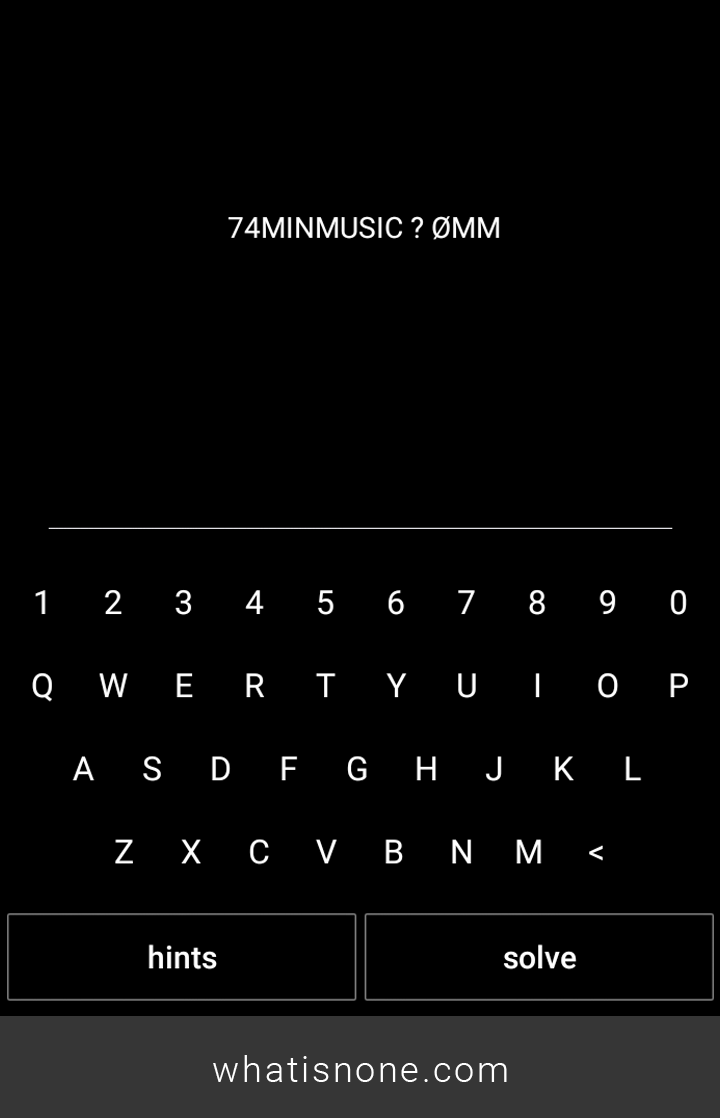 74MINMUSIC ? ØMM
1 2 3 4 5 6 7 8 9 0
Q W E R T Y U I O P
A S D F G H J K L
Z X C V B N M <
hints solve
whatisnone.com